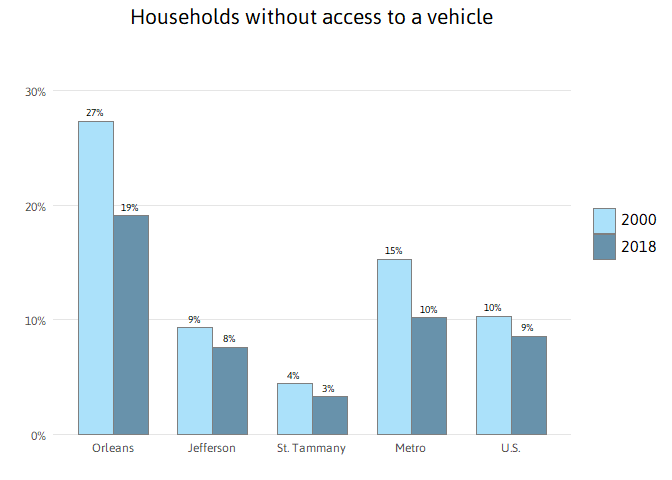 Households without access to a vehicle
30%
20%
10%
0%
27%
19%
9%
8%
4%
3%
15%
10%
10%
9%
Orleans
Jefferson
St. Tammany
Metro
U.S.
2000
2018